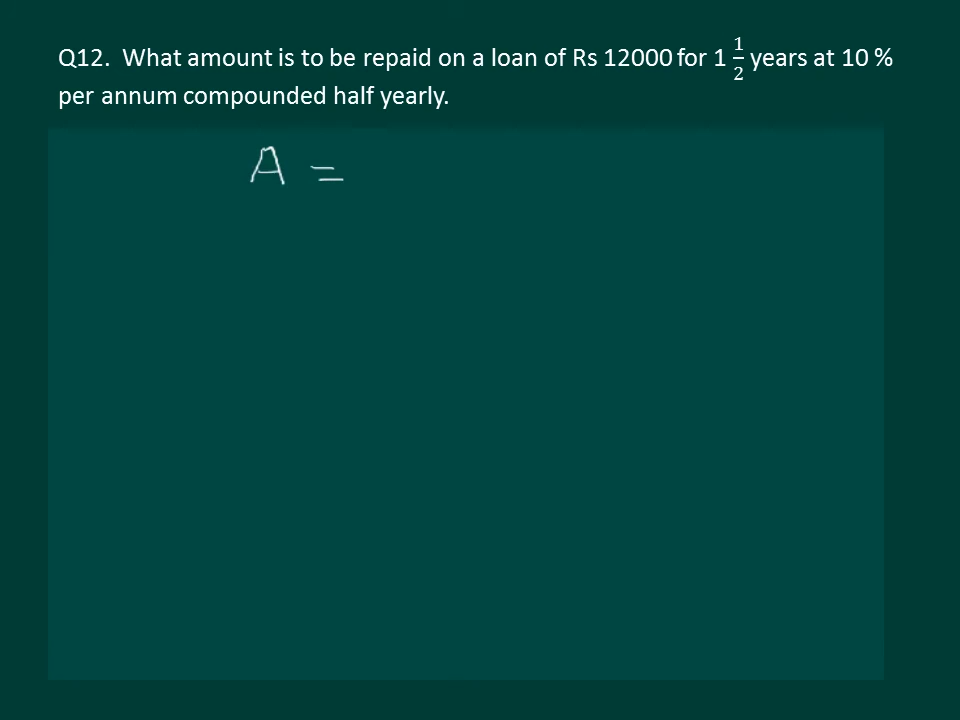 Q12. What amount is to be repaid on a loan of Rs 12000 for 1 1/2 years at 10 %
per annum compounded half yearly.
A =